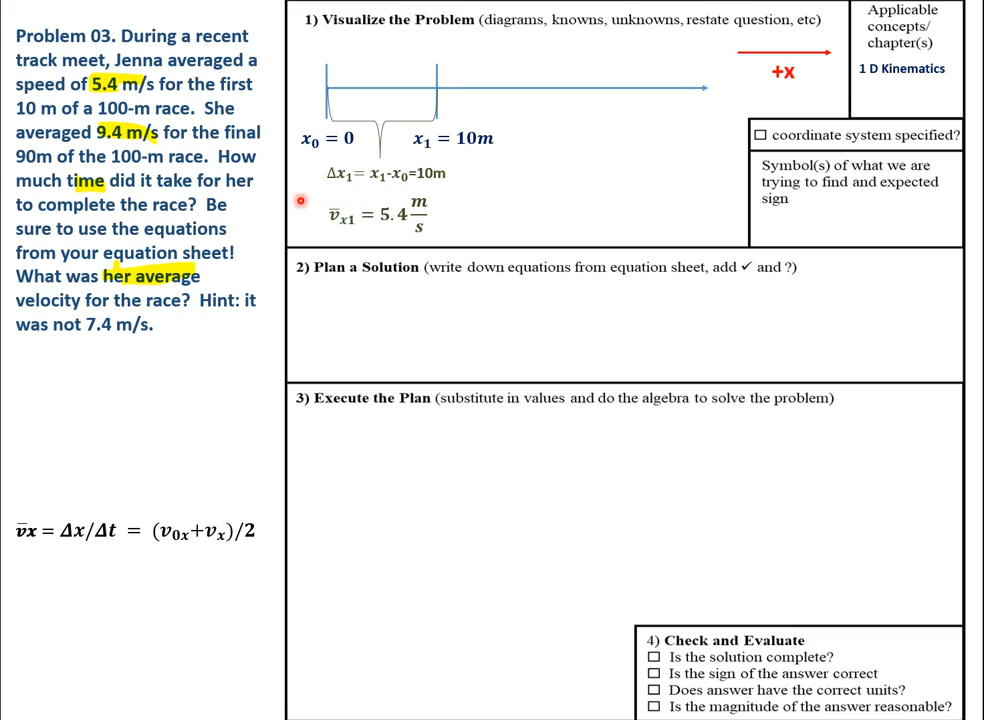 Problem 03. During a recent
track meet, Jenna averaged a
speed of 5.4 m/s for the first
10 m of a 100-m race. She
averaged 9.4 m/s for the final
90m of the 100-m race. How
much time did it take for her
to complete the race? Be
sure to use the equations
from your equation sheet!
What was her average
velocity for the race? Hint: it
was not 7.4 m/s.
v̅x = Δx/Δt = (v₀ₓ+vₓ)/2
1) Visualize the Problem (diagrams, knowns, unknowns, restate question, etc)
+x
x₀ = 0
x₁ = 10m
Δx₁= x₁-x₀=10m
v̅ₓ₁ = 5.4 m/s
Applicable
concepts/
chapter(s)
1 D Kinematics
☐ coordinate system specified?
Symbol(s) of what we are
trying to find and expected
sign
2) Plan a Solution (write down equations from equation sheet, add ✓ and ?)
3) Execute the Plan (substitute in values and do the algebra to solve the problem)
4) Check and Evaluate
☐ Is the solution complete?
☐ Is the sign of the answer correct
☐ Does answer have the correct units?
☐ Is the magnitude of the answer reasonable?